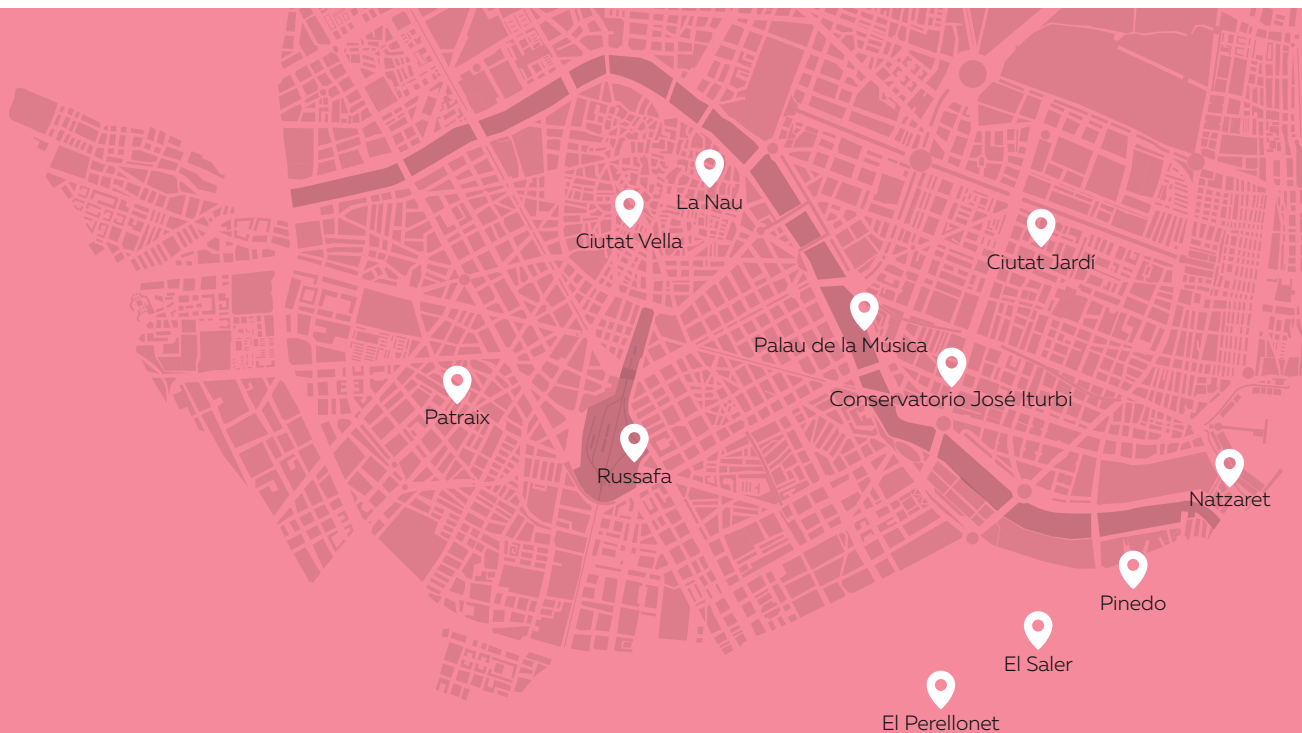 La Nau
Ciutat Vella
Ciutat Jardí
Palau de la Música
Conservatorio José Iturbi
Patraix
Russafa
Natzaret
Pinedo
El Saler
El Perellonet